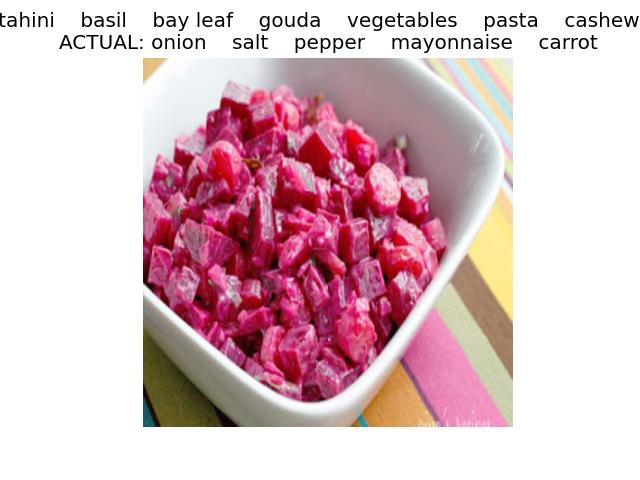 tahini basil bay leaf gouda vegetables pasta cashew
ACTUAL: onion salt pepper mayonnaise carrot